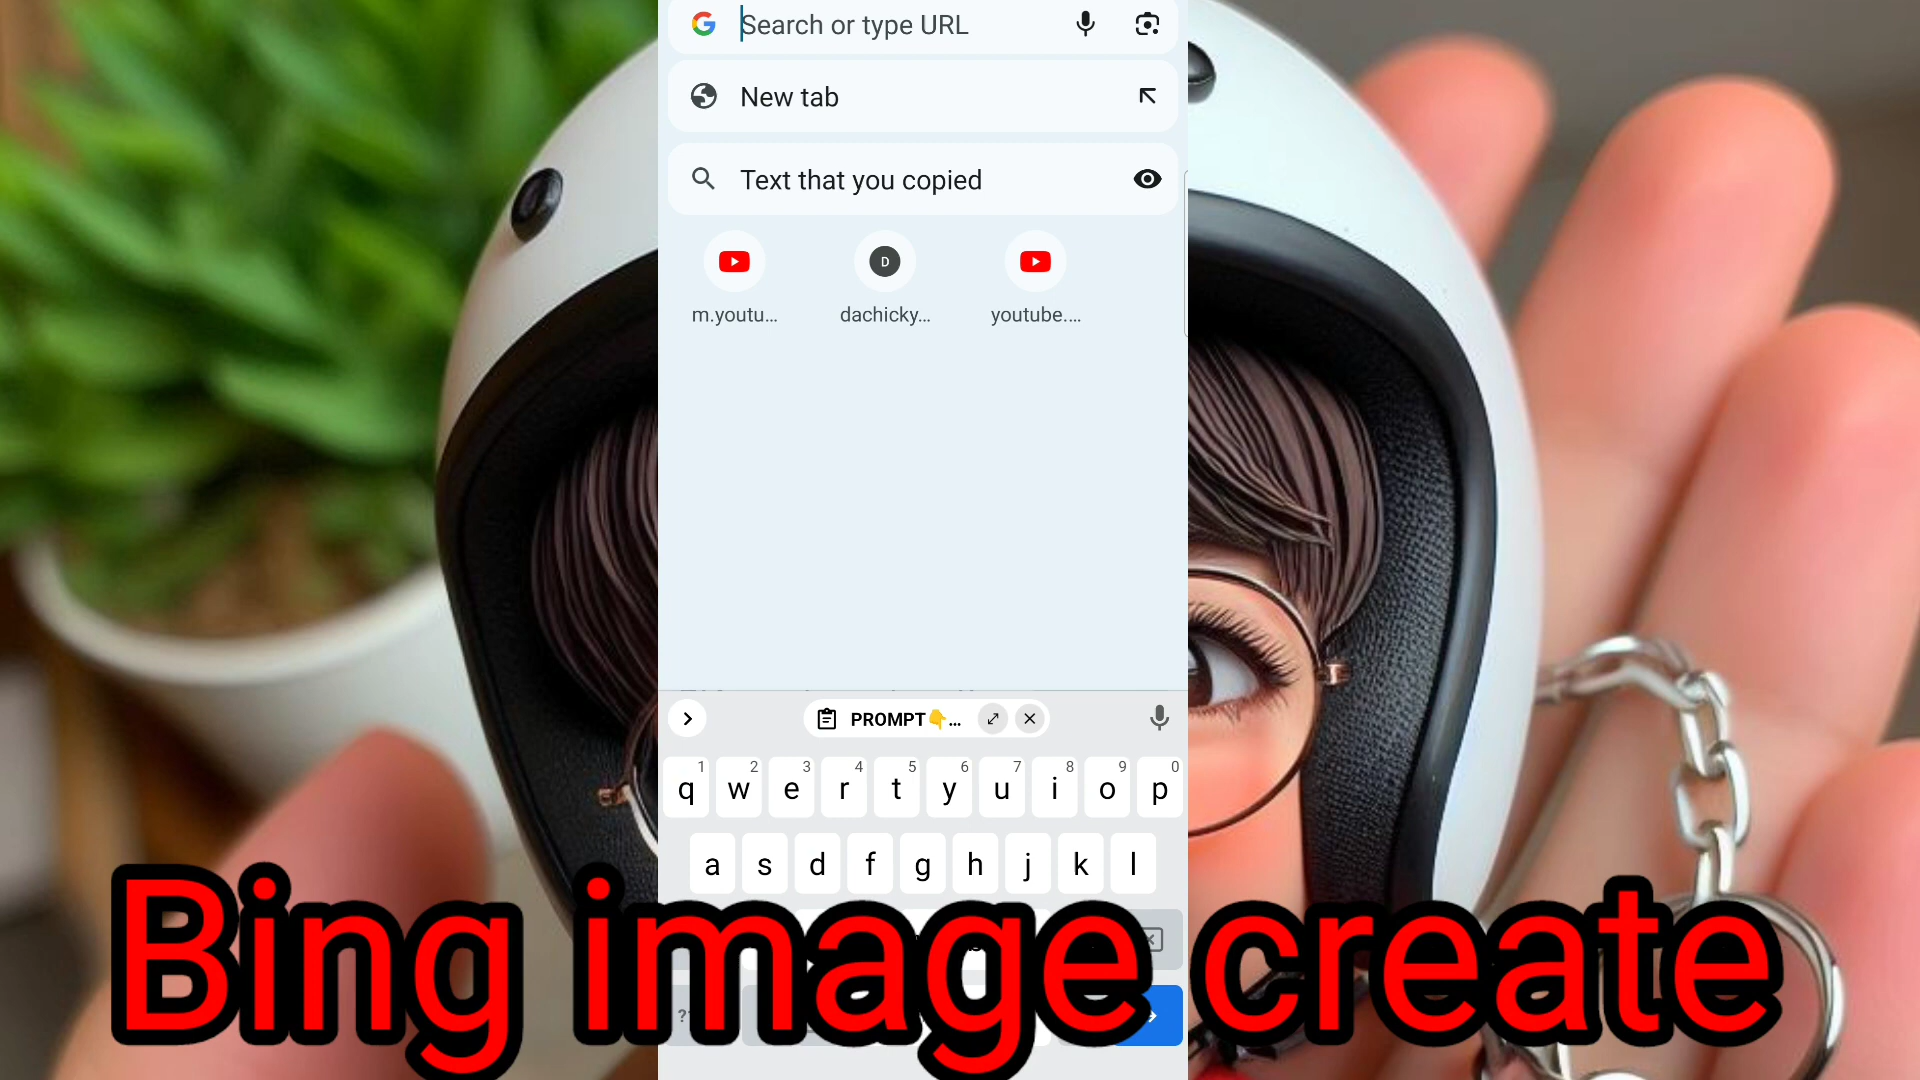 Search or type URL
New tab
Text that you copied
D
m.youtu...
dachicky...
youtube....
PROMPT👇...
1 2 3 4 5 6 7 8 9 0
q w e r t y u i o p
a s d f g h j k l
Bing image create